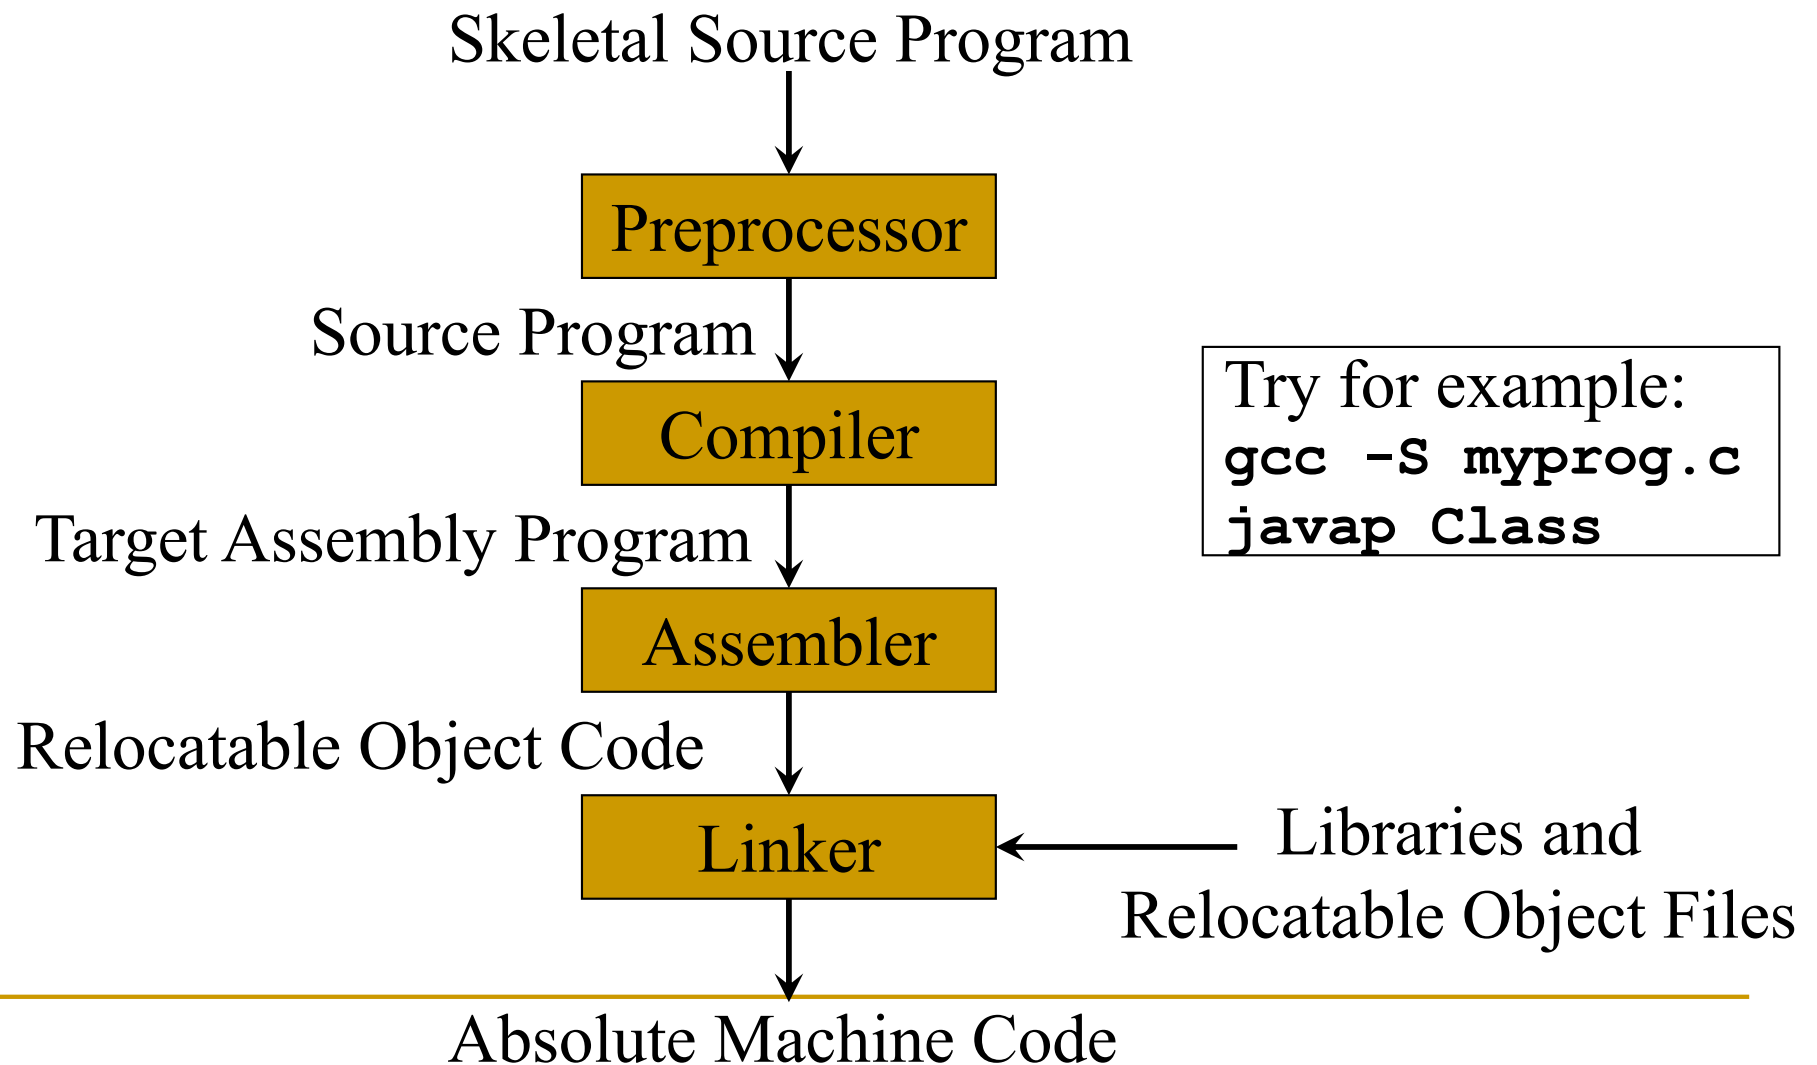 Skeletal Source Program
Preprocessor
Source Program
Compiler
Try for example:
gcc -S myprog.c
javap Class
Target Assembly Program
Assembler
Relocatable Object Code
Linker
Libraries and
Relocatable Object Files
Absolute Machine Code